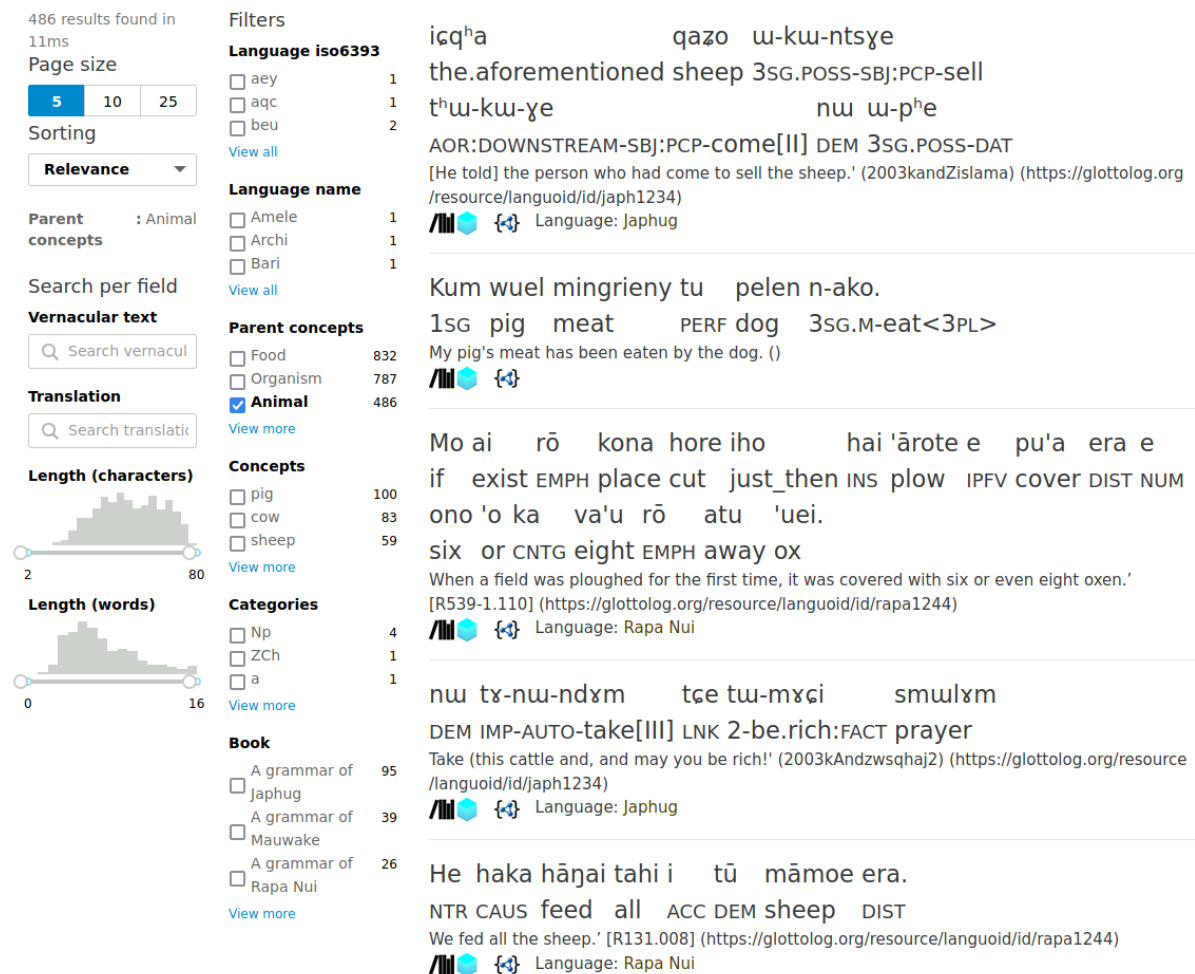 486 results found in
11ms
Page size
5 10 25
Sorting
Relevance
Parent : Animal
concepts
Search per field
Vernacular text
Search vernacul
Translation
Search translatic
Length (characters)
2 80
Length (words)
0 16
Filters
Language iso6393
aey 1
aqc 1
beu 2
View all
Language name
Amele 1
Archi 1
Bari 1
View all
Parent concepts
Food 832
Organism 787
Animal 486
View more
Concepts
pig 100
cow 83
sheep 59
View more
Categories
Np 4
ZCh 1
a 1
View more
Book
A grammar of 95
Japhug
A grammar of 39
Mauwake
A grammar of 26
Rapa Nui
View more
iɕqʰa qaʑo ɯ-kɯ-ntsɣe
the.aforementioned sheep 3SG.POSS-SBJ:PCP-sell
tʰɯ-kɯ-ɣe nɯ ɯ-pʰe
AOR:DOWNSTREAM-SBJ:PCP-come[II] DEM 3SG.POSS-DAT
[He told] the person who had come to sell the sheep.' (2003kandZislama) (https://glottolog.org
/resource/languoid/id/japh1234)
Language: Japhug
Kum wuel mingrieny tu pelen n-ako.
1SG pig meat PERF dog 3SG.M-eat<3PL>
My pig's meat has been eaten by the dog. ()
Mo ai rō kona hore iho hai 'ārote e pu'a era e
if exist EMPH place cut just_then INS plow IPFV cover DIST NUM
ono 'o ka va'u rō atu 'uei.
six or CNTG eight EMPH away ox
When a field was ploughed for the first time, it was covered with six or even eight oxen.’
[R539-1.110] (https://glottolog.org/resource/languoid/id/rapa1244)
Language: Rapa Nui
nɯ tɤ-nɯ-ndɤm tɕe tɯ-mɤɕi smɯlɤm
DEM IMP-AUTO-take[III] LNK 2-be.rich:FACT prayer
Take (this cattle and, and may you be rich!' (2003kAndzwsqhaj2) (https://glottolog.org/resource
/languoid/id/japh1234)
Language: Japhug
He haka hāŋai tahi i tū māmoe era.
NTR CAUS feed all ACC DEM sheep DIST
We fed all the sheep.’ [R131.008] (https://glottolog.org/resource/languoid/id/rapa1244)
Language: Rapa Nui